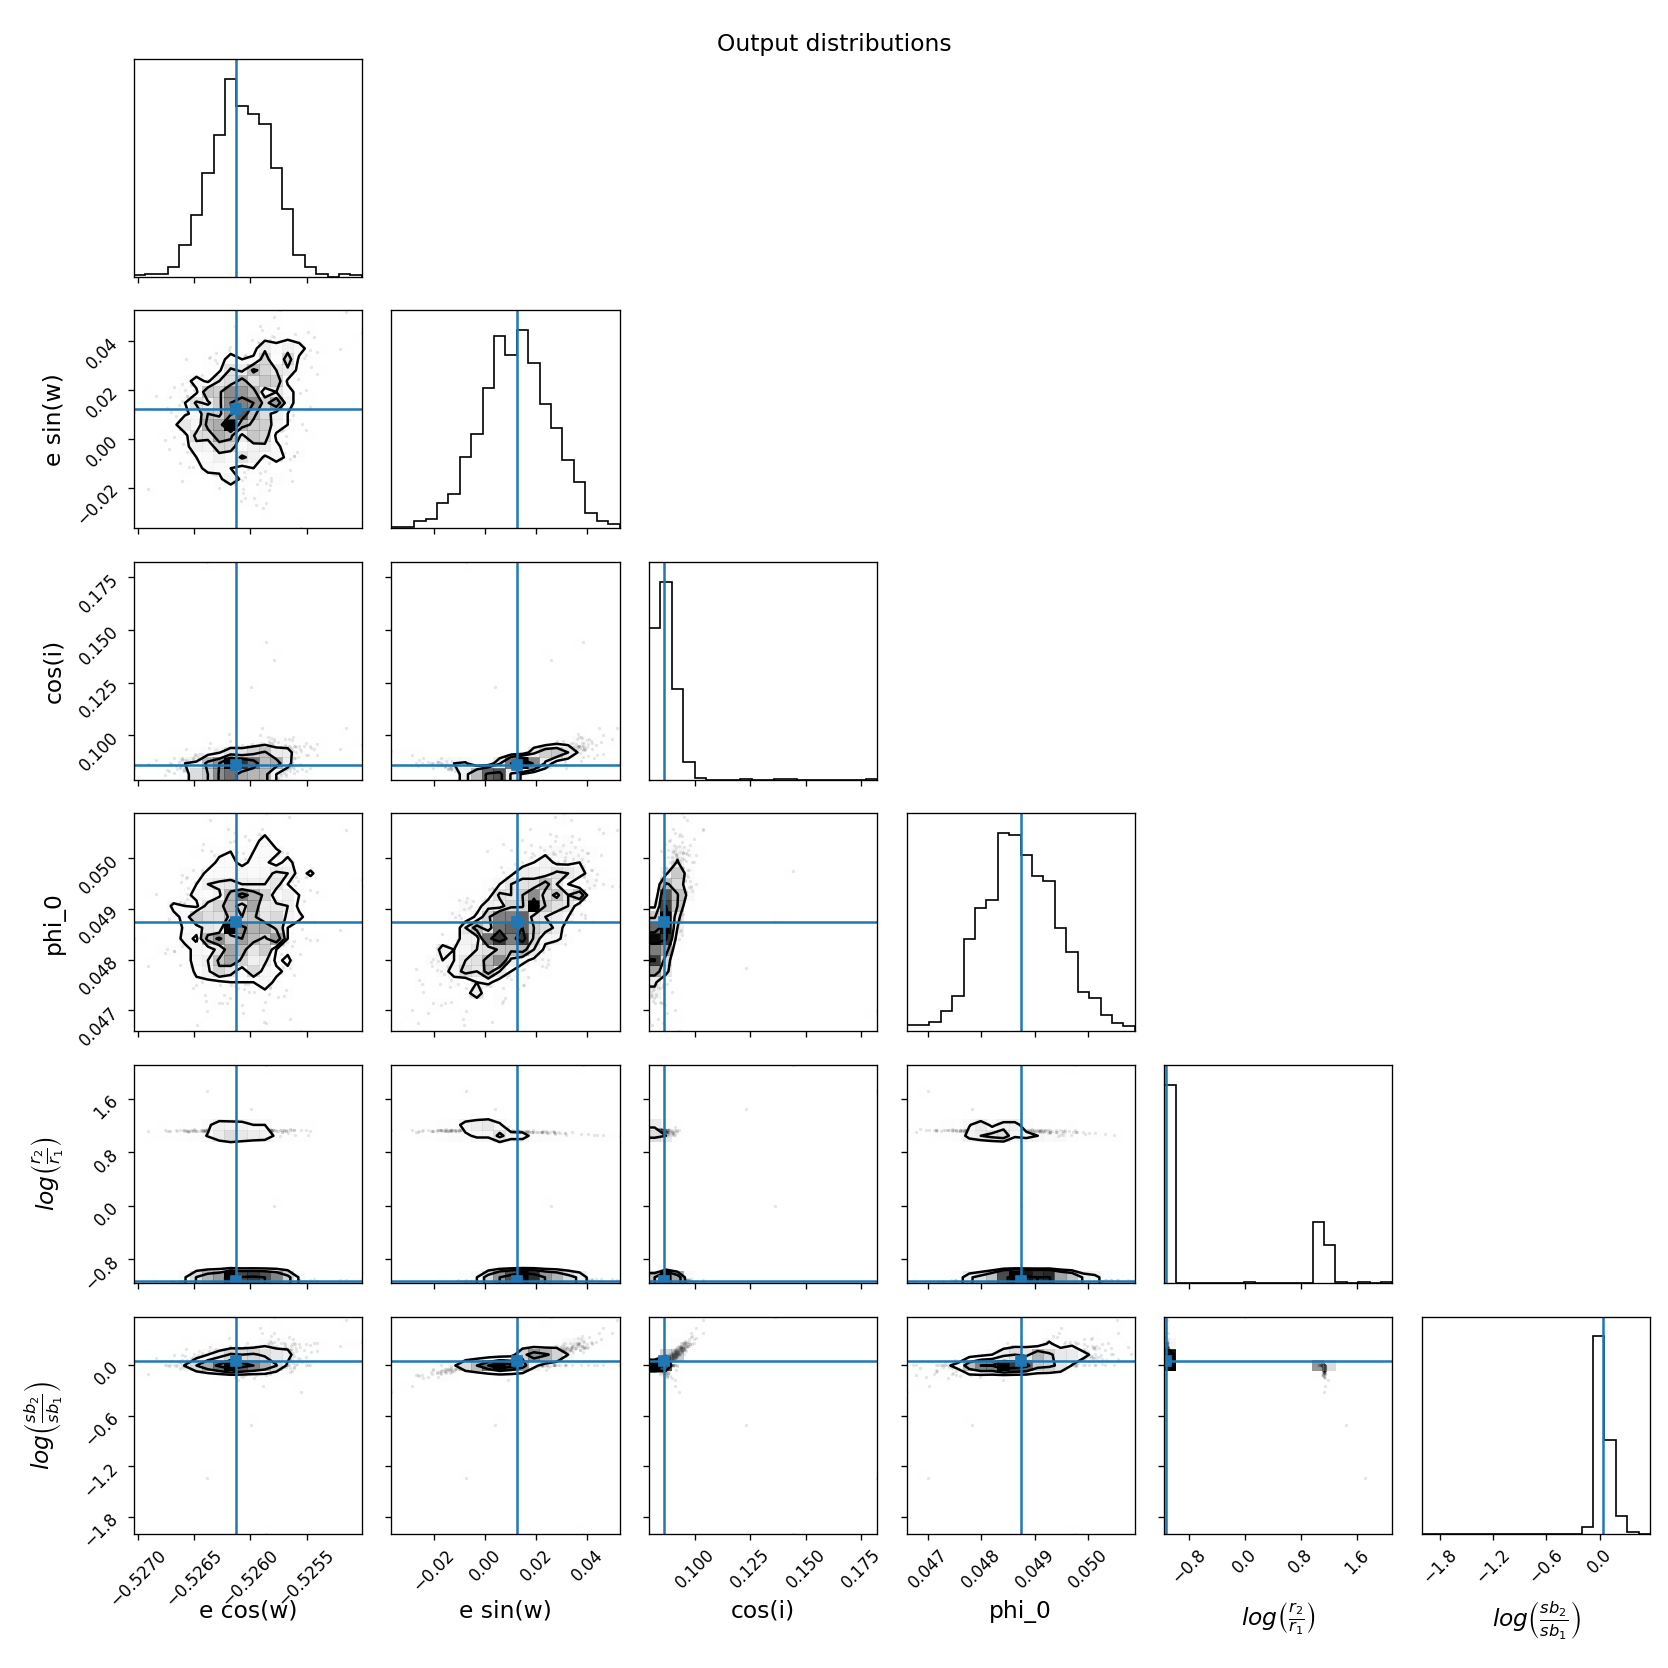 Output distributions
0.04
0.02
0.00
−0.02
e sin(w)
0.175
0.150
0.125
0.100
cos(i)
0.050
0.049
0.048
0.047
phi_0
1.6
0.8
0.0
−0.8
log(r₂/r₁)
0.0
−0.6
−1.2
−1.8
log(sb₂/sb₁)
−0.5270 −0.5265 −0.5260 −0.5255
−0.02 0.00 0.02 0.04
0.100 0.125 0.150 0.175
0.047 0.048 0.049 0.050
−0.8 0.0 0.8 1.6
−1.8 −1.2 −0.6 0.0
e cos(w)
e sin(w)
cos(i)
phi_0
log(r₂/r₁)
log(sb₂/sb₁)